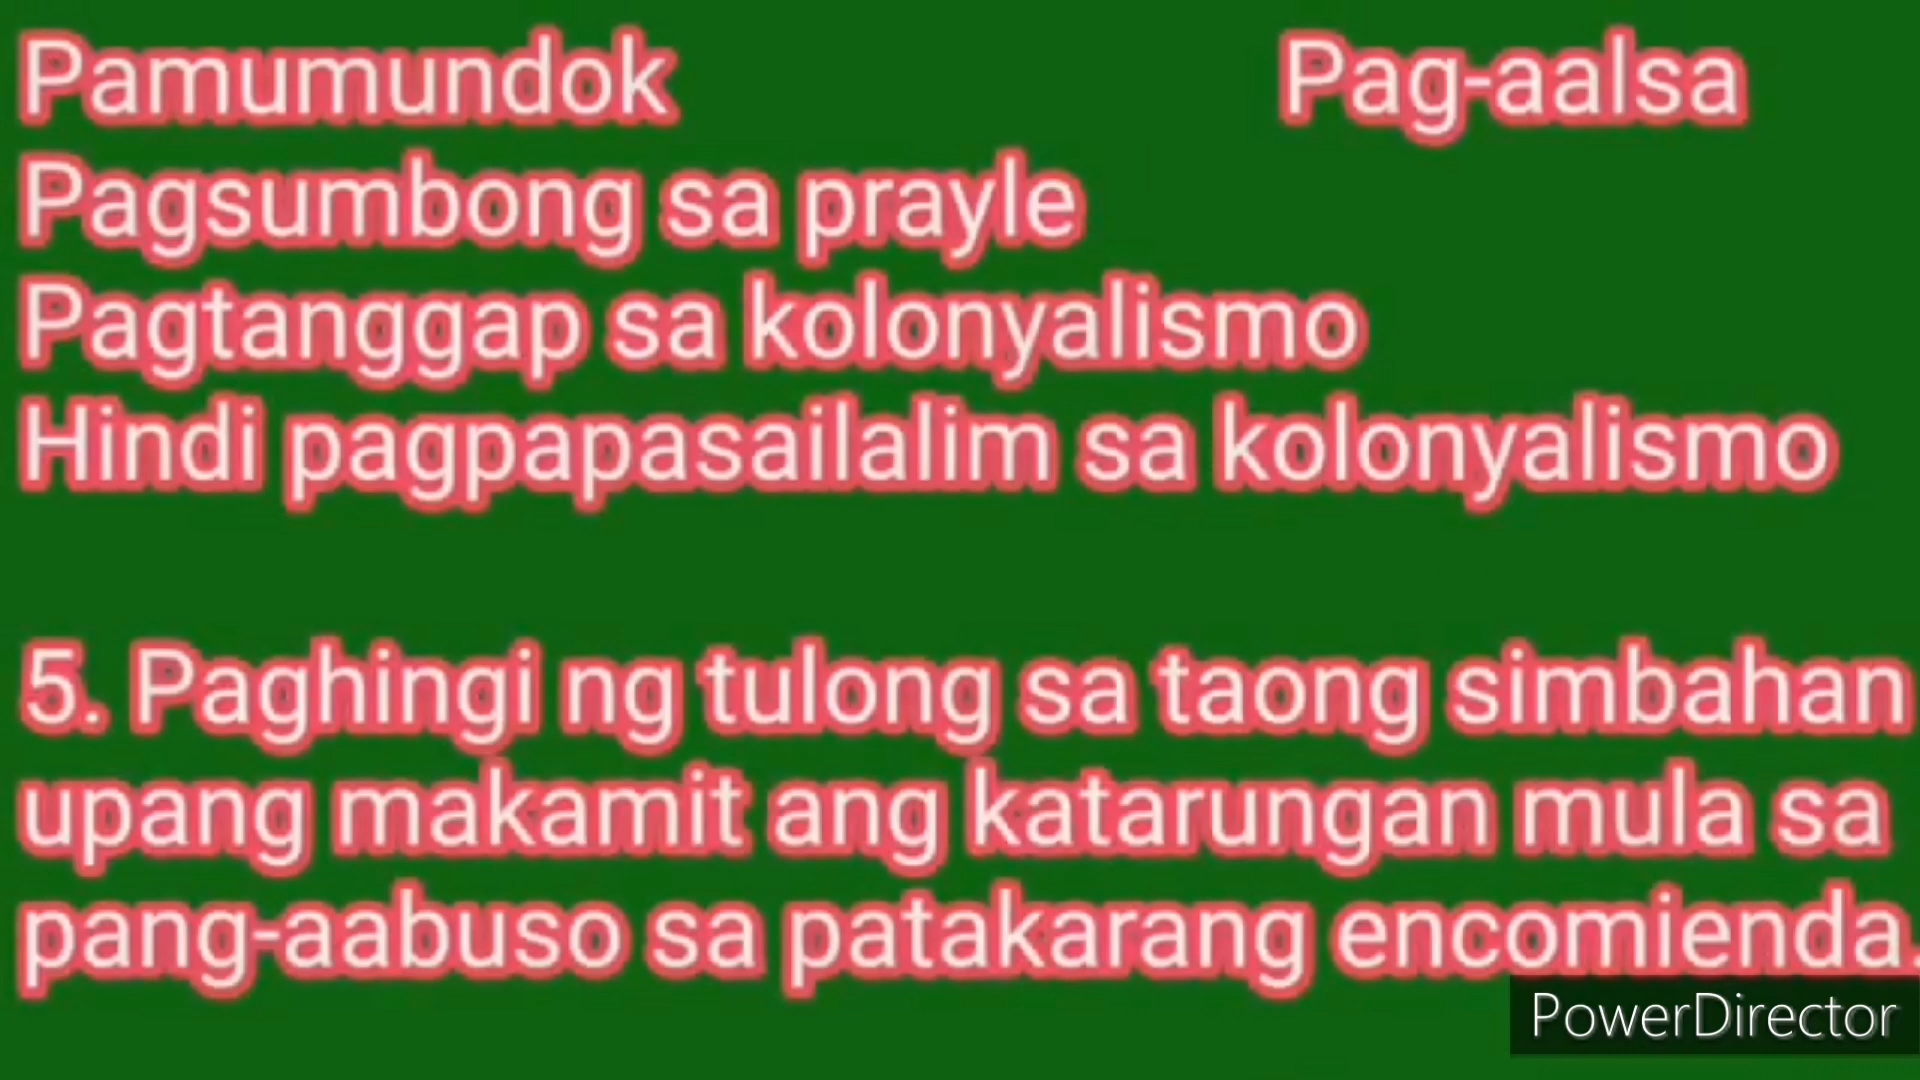 Pamumundok Pag-aalsa
Pagsumbong sa prayle
Pagtanggap sa kolonyalismo
Hindi pagpapasailalim sa kolonyalismo
5. Paghingi ng tulong sa taong simbahan
upang makamit ang katarungan mula sa
pang-aabuso sa patakarang encomienda.
PowerDirector